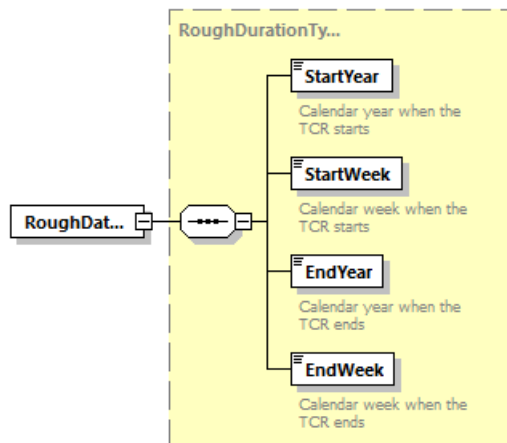 RoughDurationTy...
StartYear
Calendar year when the
TCR starts
StartWeek
Calendar week when the
TCR starts
RoughDat...
EndYear
Calendar year when the
TCR ends
EndWeek
Calendar week when the
TCR ends